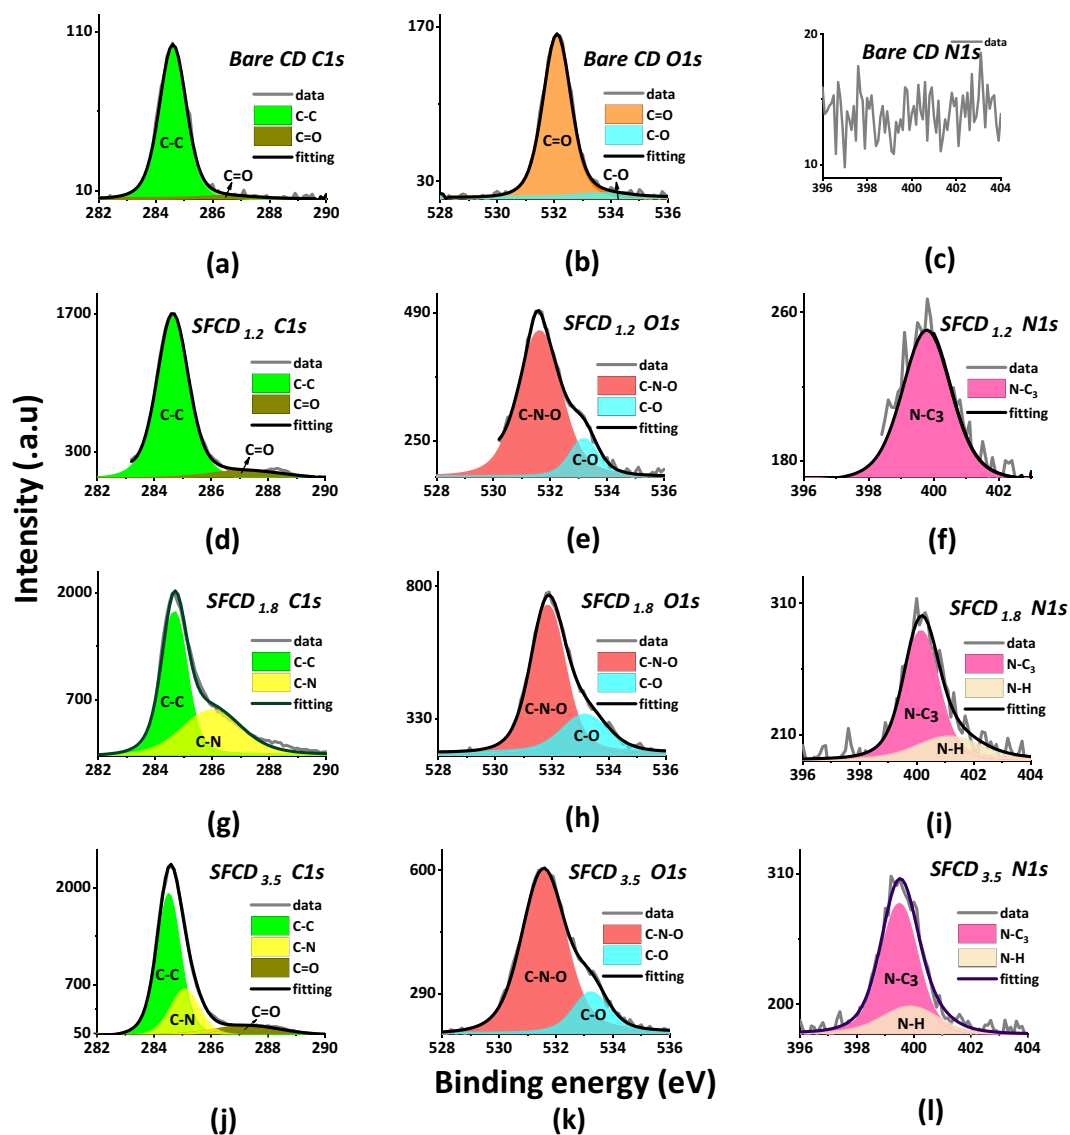 Intensity (.a.u)
110
10
282 284 286 288 290
Bare CD C1s
data
C-C
C=O
fitting
C-C
C=O
(a)
170
30
528 530 532 534 536
Bare CD O1s
data
C=O
C-O
fitting
C=O
C-O
(b)
20
10
396 398 400 402 404
Bare CD N1s
data
(c)
1700
300
282 284 286 288 290
SFCD 1.2 C1s
data
C-C
C=O
fitting
C-C
C=O
(d)
490
250
528 530 532 534 536
SFCD 1.2 O1s
data
C-N-O
C-O
fitting
C-N-O
C-O
(e)
260
180
396 398 400 402
SFCD 1.2 N1s
data
N-C3
fitting
N-C3
(f)
2000
700
282 284 286 288 290
SFCD 1.8 C1s
data
C-C
C-N
fitting
C-C
C-N
(g)
800
330
528 530 532 534 536
SFCD 1.8 O1s
data
C-N-O
C-O
fitting
C-N-O
C-O
(h)
310
210
396 398 400 402 404
SFCD 1.8 N1s
data
N-C3
N-H
fitting
N-C3
N-H
(i)
2000
700
50
282 284 286 288 290
SFCD 3.5 C1s
data
C-C
C-N
C=O
fitting
C-C
C-N
C=O
(j)
600
290
528 530 532 534 536
SFCD 3.5 O1s
data
C-N-O
C-O
fitting
C-N-O
C-O
(k)
310
200
396 398 400 402 404
SFCD 3.5 N1s
data
N-C3
N-H
fitting
N-C3
N-H
(l)
Binding energy (eV)